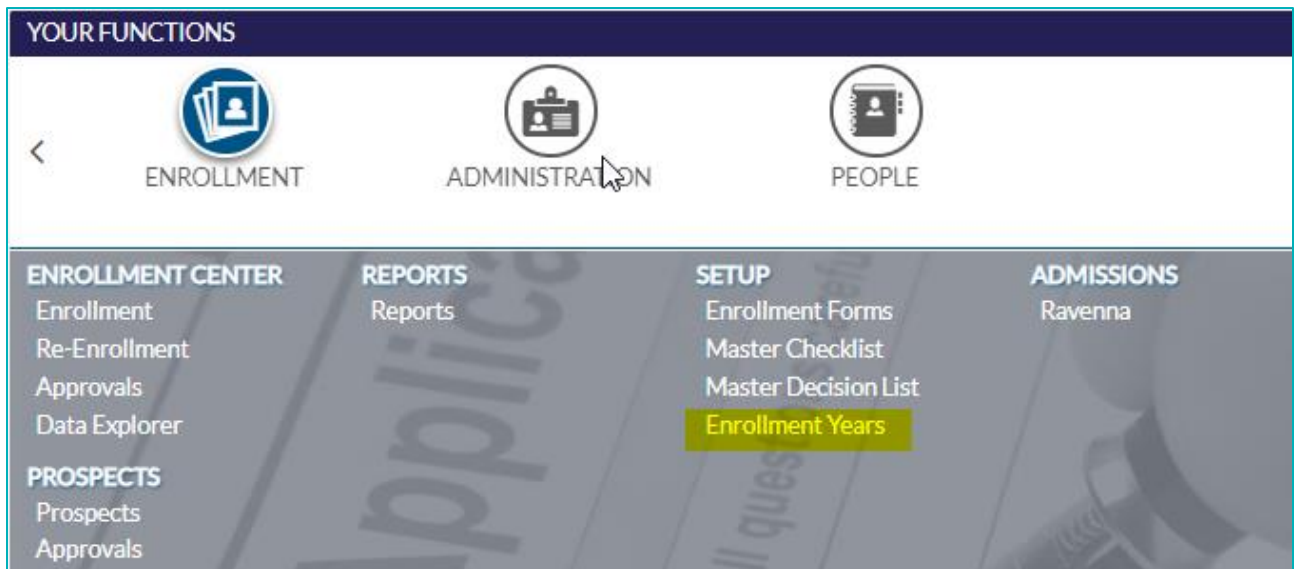 YOUR FUNCTIONS
ENROLLMENT
ADMINISTRATION
PEOPLE
ENROLLMENT CENTER
Enrollment
Re-Enrollment
Approvals
Data Explorer
PROSPECTS
Prospects
Approvals
REPORTS
Reports
SETUP
Enrollment Forms
Master Checklist
Master Decision List
Enrollment Years
ADMISSIONS
Ravenna